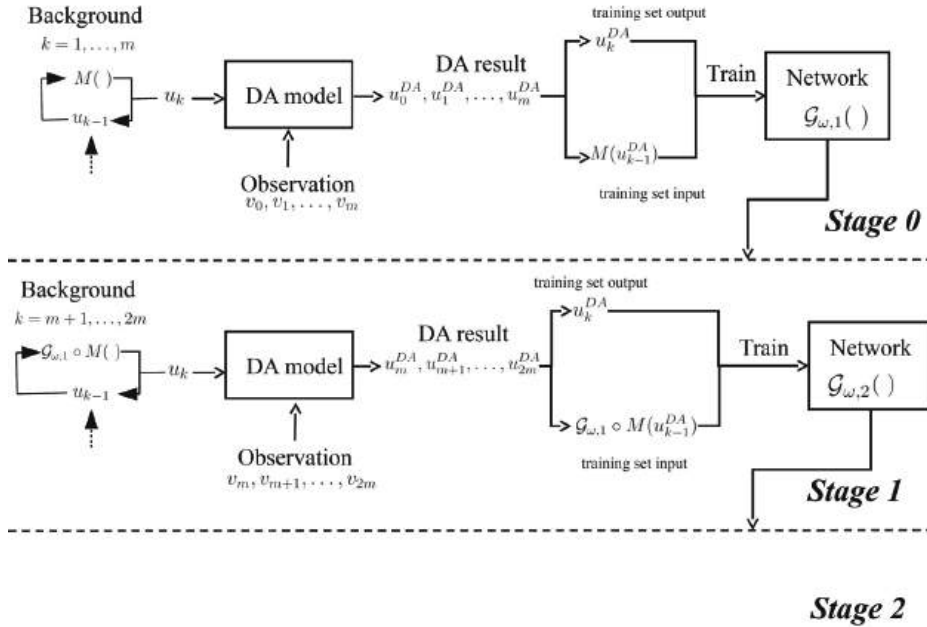 Background
k = 1, . . . , m
M( )
u_{k-1}
u_k
DA model
Observation
v_0, v_1, . . . , v_m
DA result
u_0^{DA}, u_1^{DA}, . . . , u_m^{DA}
training set output
u_k^{DA}
M(u_{k-1}^{DA})
training set input
Train
Network
𝒢_{ω,1}( )
Stage 0
Background
k = m + 1, . . . , 2m
𝒢_{ω,1} ∘ M( )
u_{k-1}
u_k
DA model
Observation
v_m, v_{m+1}, . . . , v_{2m}
DA result
u_m^{DA}, u_{m+1}^{DA}, . . . , u_{2m}^{DA}
training set output
u_k^{DA}
𝒢_{ω,1} ∘ M(u_{k-1}^{DA})
training set input
Train
Network
𝒢_{ω,2}( )
Stage 1
Stage 2